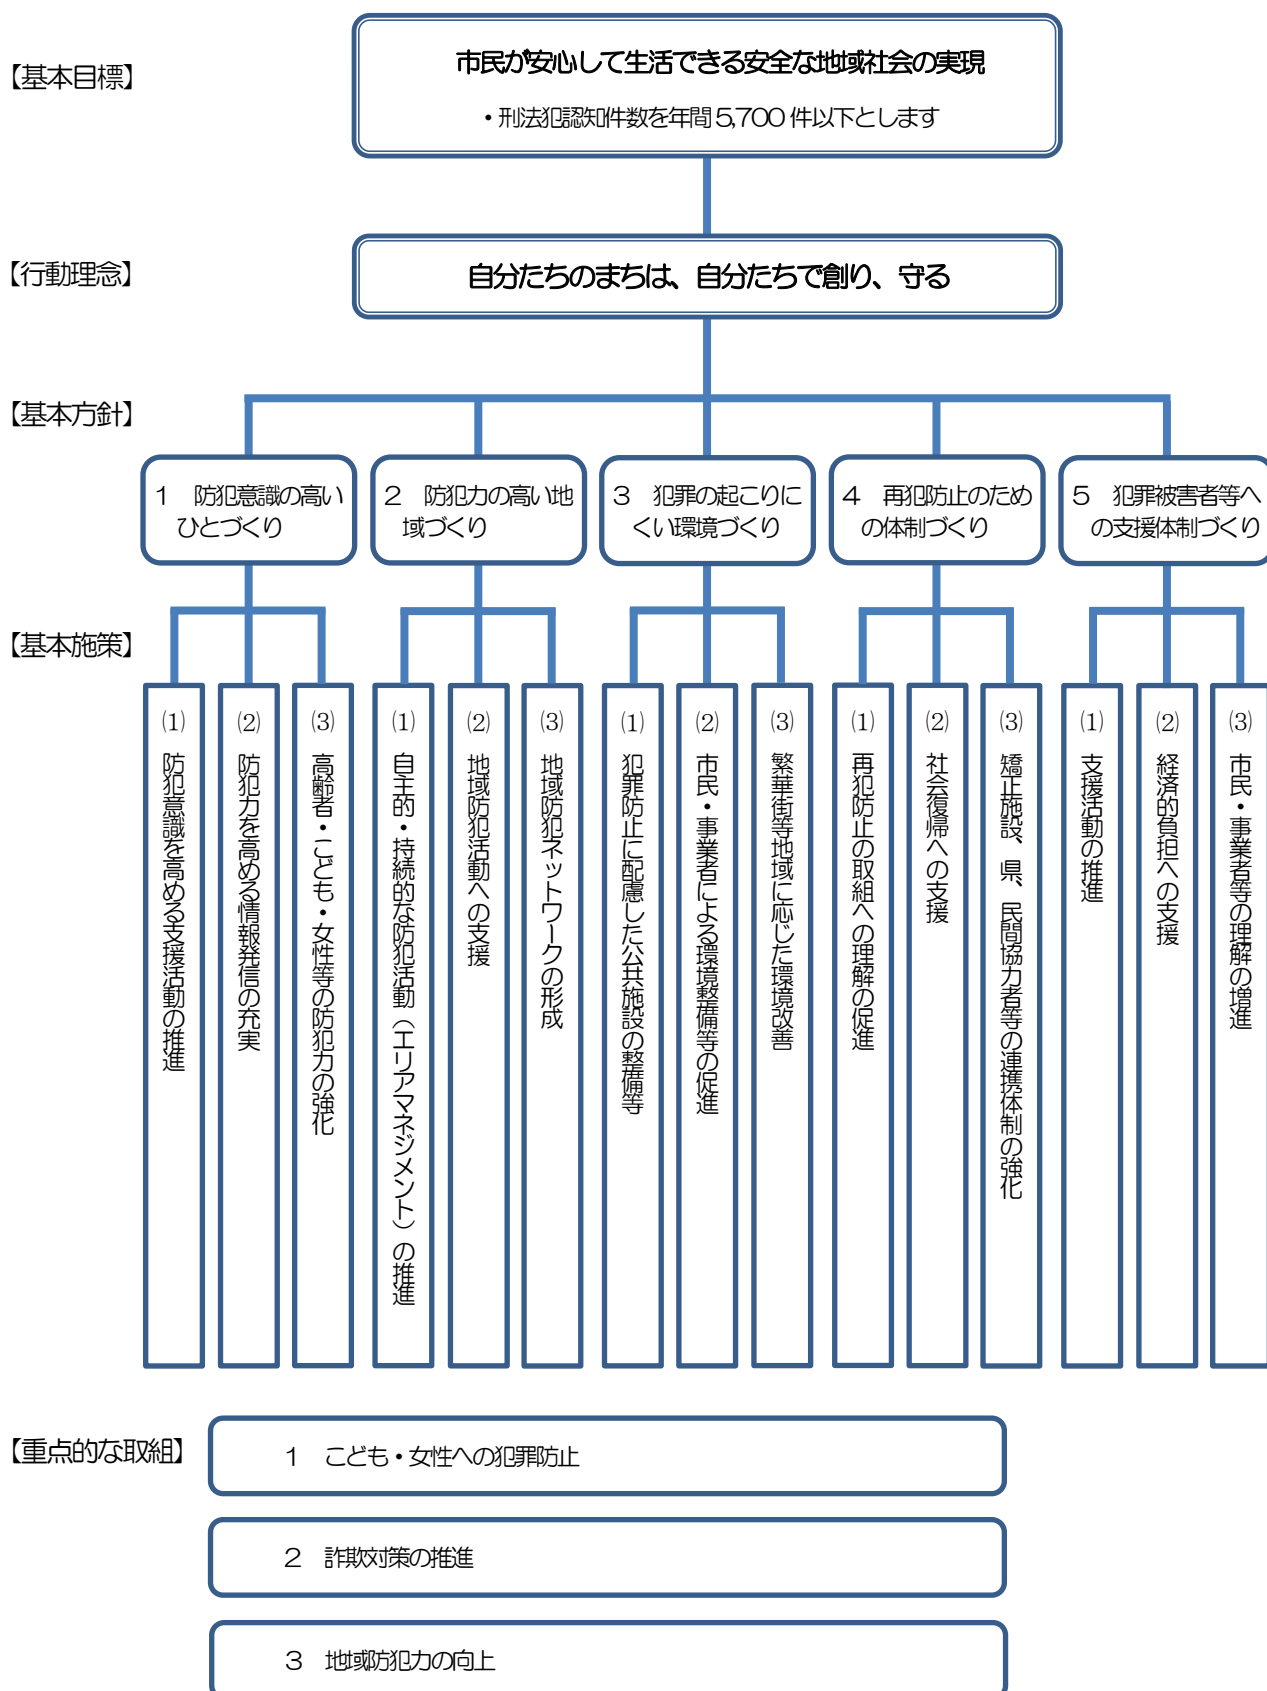 【基本目標】
市民が安心して生活できる安全な地域社会の実現
・刑法犯認知件数を年間5,700件以下とします
【行動理念】
自分たちのまちは、自分たちで創り、守る
【基本方針】
1 防犯意識の高い
ひとづくり
2 防犯力の高い地
域づくり
3 犯罪の起こりに
くい環境づくり
4 再犯防止のため
の体制づくり
5 犯罪被害者等へ
の支援体制づくり
【基本施策】
(1) 防犯意識を高める支援活動の推進
(2) 防犯力を高める情報発信の充実
(3) 高齢者・こども・女性等の防犯力の強化
(1) 自主的・持続的な防犯活動(エリアマネジメント)の推進
(2) 地域防犯活動への支援
(3) 地域防犯ネットワークの形成
(1) 犯罪防止に配慮した公共施設の整備等
(2) 市民・事業者による環境整備等の促進
(3) 繁華街等地域に応じた環境改善
(1) 再犯防止の取組への理解の促進
(2) 社会復帰への支援
(3) 矯正施設、県、民間協力者等の連携体制の強化
(1) 支援活動の推進
(2) 経済的負担への支援
(3) 市民・事業者等の理解の増進
【重点的な取組】
1 こども・女性への犯罪防止
2 詐欺対策の推進
3 地域防犯力の向上